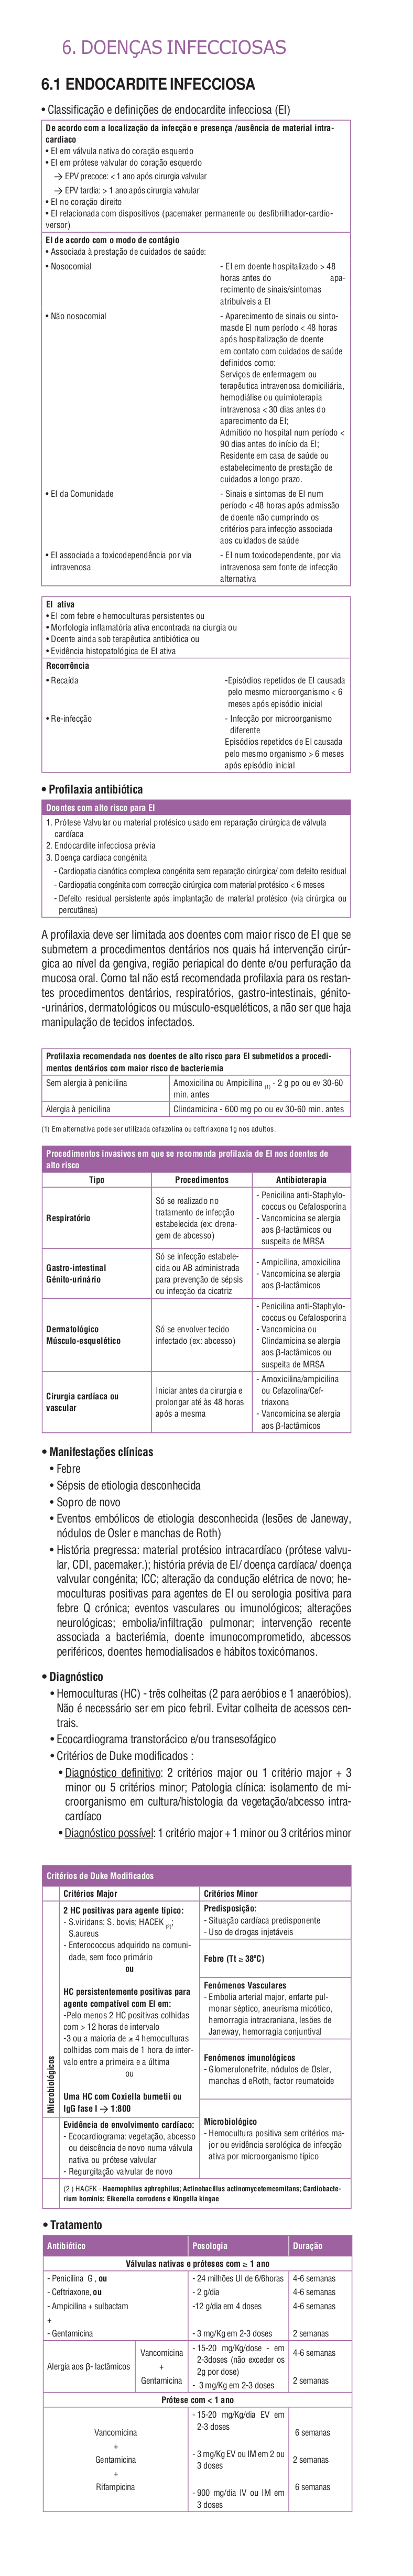 6. DOENÇAS INFECCIOSAS
6.1 ENDOCARDITE INFECCIOSA
• Classificação e definições de endocardite infecciosa (EI)
De acordo com a localização da infecção e presença /ausência de material intra-
cardíaco
• EI em válvula nativa do coração esquerdo
• EI em prótese valvular do coração esquerdo
→ EPV precoce: < 1 ano após cirurgia valvular
→ EPV tardia: > 1 ano após cirurgia valvular
• EI no coração direito
• EI relacionada com dispositivos (pacemaker permanente ou desfibrilhador-cardio-
versor)
EI de acordo com o modo de contágio
• Associada à prestação de cuidados de saúde:
• Nosocomial
- EI em doente hospitalizado > 48
horas antes do apa-
recimento de sinais/sintomas
atribuíveis a EI
• Não nosocomial
- Aparecimento de sinais ou sinto-
masde EI num período < 48 horas
após hospitalização de doente
em contato com cuidados de saúde
definidos como:
Serviços de enfermagem ou
terapêutica intravenosa domiciliária,
hemodiálise ou quimioterapia
intravenosa < 30 dias antes do
aparecimento da EI;
Admitido no hospital num período <
90 dias antes do início da EI;
Residente em casa de saúde ou
estabelecimento de prestação de
cuidados a longo prazo.
• EI da Comunidade
- Sinais e sintomas de EI num
período < 48 horas após admissão
de doente não cumprindo os
critérios para infecção associada
aos cuidados de saúde
• EI associada a toxicodependência por via
intravenosa
- EI num toxicodependente, por via
intravenosa sem fonte de infecção
alternativa
EI ativa
• EI com febre e hemoculturas persistentes ou
• Morfologia inflamatória ativa encontrada na ciurgia ou
• Doente ainda sob terapêutica antibiótica ou
• Evidência histopatológica de EI ativa
Recorrência
• Recaída
-Episódios repetidos de EI causada
pelo mesmo microorganismo < 6
meses após episódio inicial
• Re-infecção
- Infecção por microorganismo
diferente
Episódios repetidos de EI causada
pelo mesmo organismo > 6 meses
após episódio inicial
• Profilaxia antibiótica
Doentes com alto risco para EI
1. Prótese Valvular ou material protésico usado em reparação cirúrgica de válvula
cardíaca
2. Endocardite infecciosa prévia
3. Doença cardíaca congénita
- Cardiopatia cianótica complexa congénita sem reparação cirúrgica/ com defeito residual
- Cardiopatia congénita com correcção cirúrgica com material protésico < 6 meses
- Defeito residual persistente após implantação de material protésico (via cirúrgica ou
percutânea)
A profilaxia deve ser limitada aos doentes com maior risco de EI que se
submetem a procedimentos dentários nos quais há intervenção cirúr-
gica ao nível da gengiva, região periapical do dente e/ou perfuração da
mucosa oral. Como tal não está recomendada profilaxia para os restan-
tes procedimentos dentários, respiratórios, gastro-intestinais, génito-
-urinários, dermatológicos ou músculo-esqueléticos, a não ser que haja
manipulação de tecidos infectados.
Profilaxia recomendada nos doentes de alto risco para EI submetidos a procedi-
mentos dentários com maior risco de bacteriemia
Sem alergia à penicilina
Amoxicilina ou Ampicilina (1) - 2 g po ou ev 30-60
min. antes
Alergia à penicilina
Clindamicina - 600 mg po ou ev 30-60 min. antes
(1) Em alternativa pode ser utilizada cefazolina ou ceftriaxona 1g nos adultos.
Procedimentos invasivos em que se recomenda profilaxia de EI nos doentes de
alto risco
Tipo Procedimentos Antibioterapia
Respiratório
Só se realizado no
tratamento de infecção
estabelecida (ex: drena-
gem de abcesso)
- Penicilina anti-Staphylo-
coccus ou Cefalosporina
- Vancomicina se alergia
aos β-lactâmicos ou
suspeita de MRSA
Gastro-intestinal
Génito-urinário
Só se infecção estabele-
cida ou AB administrada
para prevenção de sépsis
ou infecção da cicatriz
- Ampicilina, amoxicilina
- Vancomicina se alergia
aos β-lactâmicos
Dermatológico
Músculo-esquelético
Só se envolver tecido
infectado (ex: abcesso)
- Penicilina anti-Staphylo-
coccus ou Cefalosporina
- Vancomicina ou
Clindamicina se alergia
aos β-lactâmicos ou
suspeita de MRSA
Cirurgia cardíaca ou
vascular
Iniciar antes da cirurgia e
prolongar até às 48 horas
após a mesma
- Amoxicilina/ampicilina
ou Cefazolina/Cef-
triaxona
- Vancomicina se alergia
aos β-lactâmicos
• Manifestações clínicas
• Febre
• Sépsis de etiologia desconhecida
• Sopro de novo
• Eventos embólicos de etiologia desconhecida (lesões de Janeway,
nódulos de Osler e manchas de Roth)
• História pregressa: material protésico intracardíaco (prótese valvu-
lar, CDI, pacemaker.); história prévia de EI/ doença cardíaca/ doença
valvular congénita; ICC; alteração da condução elétrica de novo; he-
moculturas positivas para agentes de EI ou serologia positiva para
febre Q crónica; eventos vasculares ou imunológicos; alterações
neurológicas; embolia/infiltração pulmonar; intervenção recente
associada a bacteriémia, doente imunocomprometido, abcessos
periféricos, doentes hemodialisados e hábitos toxicómanos.
• Diagnóstico
• Hemoculturas (HC) - três colheitas (2 para aeróbios e 1 anaeróbios).
Não é necessário ser em pico febril. Evitar colheita de acessos cen-
trais.
• Ecocardiograma transtorácico e/ou transesofágico
• Critérios de Duke modificados :
• Diagnóstico definitivo: 2 critérios major ou 1 critério major + 3
minor ou 5 critérios minor; Patologia clínica: isolamento de mi-
croorganismo em cultura/histologia da vegetação/abcesso intra-
cardíaco
• Diagnóstico possível: 1 critério major + 1 minor ou 3 critérios minor
Critérios de Duke Modificados
Critérios Major
Critérios Minor
Microbiológicos
2 HC positivas para agente típico:
- S.viridans; S. bovis; HACEK (2);
S.aureus
- Enterococcus adquirido na comuni-
dade, sem foco primário
ou
HC persistentemente positivas para
agente compatível com EI em:
-Pelo menos 2 HC positivas colhidas
com > 12 horas de intervalo
-3 ou a maioria de ≥ 4 hemoculturas
colhidas com mais de 1 hora de inter-
valo entre a primeira e a última
ou
Uma HC com Coxiella burnetii ou
IgG fase I → 1:800
Evidência de envolvimento cardíaco:
- Ecocardiograma: vegetação, abcesso
ou deiscência de novo numa válvula
nativa ou prótese valvular
- Regurgitação valvular de novo
Predisposição:
- Situação cardíaca predisponente
- Uso de drogas injetáveis
Febre (Tt ≥ 38ºC)
Fenómenos Vasculares
- Embolia arterial major, enfarte pul-
monar séptico, aneurisma micótico,
hemorragia intracraniana, lesões de
Janeway, hemorragia conjuntival
Fenómenos imunológicos
- Glomerulonefrite, nódulos de Osler,
manchas d eRoth, factor reumatoide
Microbiológico
- Hemocultura positiva sem critérios ma-
jor ou evidência serológica de infecção
ativa por microorganismo típico
(2 ) HACEK - Haemophilus aphrophilus; Actinobacillus actinomycetemcomitans; Cardiobacte-
rium hominis; Eikenella corrodens e Kingella kingae
• Tratamento
Antibiótico Posologia Duração
Válvulas nativas e próteses com ≥ 1 ano
- Penicilina G , ou - 24 milhões UI de 6/6horas 4-6 semanas
- Ceftriaxone, ou - 2 g/dia 4-6 semanas
- Ampicilina + sulbactam -12 g/dia em 4 doses 4-6 semanas
+
- Gentamicina - 3 mg/Kg em 2-3 doses 2 semanas
Alergia aos β- lactâmicos
Vancomicina
+
Gentamicina
- 15-20 mg/Kg/dose - em
2-3doses (não exceder os
2g por dose)
- 3 mg/Kg em 2-3 doses
4-6 semanas
2 semanas
Prótese com < 1 ano
Vancomicina
+
Gentamicina
+
Rifampicina
- 15-20 mg/Kg/dia EV em
2-3 doses
- 3 mg/Kg EV ou IM em 2 ou
3 doses
- 900 mg/dia IV ou IM em
3 doses
6 semanas
2 semanas
6 semanas